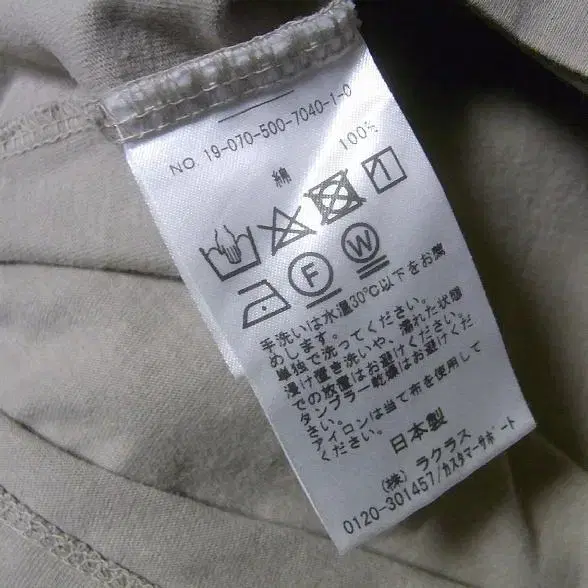 NO. 19-070-500-7040-1-0
綿 100%
F W
手洗いは水温30℃以下をお薦
めします。
単独で洗ってください。
浸け置き洗いや、濡れた状態
での放置はお避けください。
タンブラー乾燥はお避けくだ
さい。
アイロンは当て布を使用して
ください。
日本製
(株) ラクラス
0120-301457/カスタマーサポート